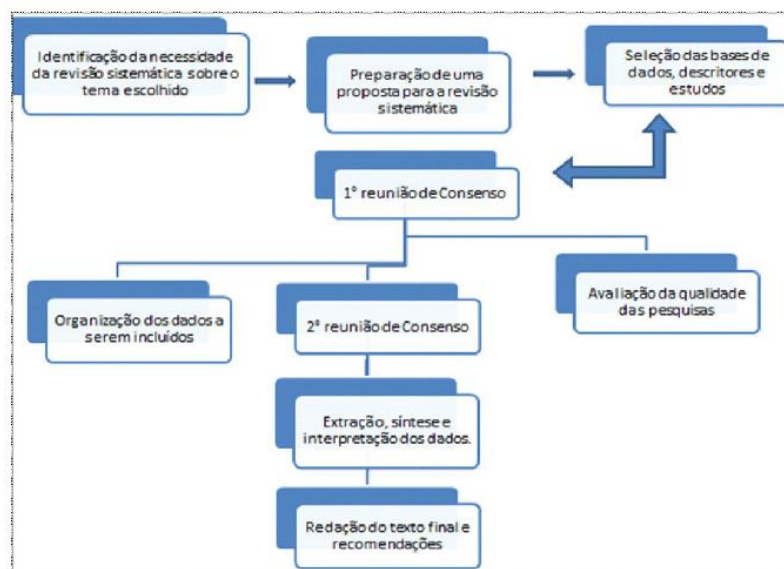 Identificação da necessidade
da revisão sistemática sobre o
tema escolhido
Preparação de uma
proposta para a revisão
sistemática
Seleção das bases de
dados, descritores e
estudos
1º reunião de Consenso
Organização dos dados a
serem incluídos
2º reunião de Consenso
Avaliação da qualidade
das pesquisas
Extração, síntese e
interpretação dos dados.
Redação do texto final e
recomendações